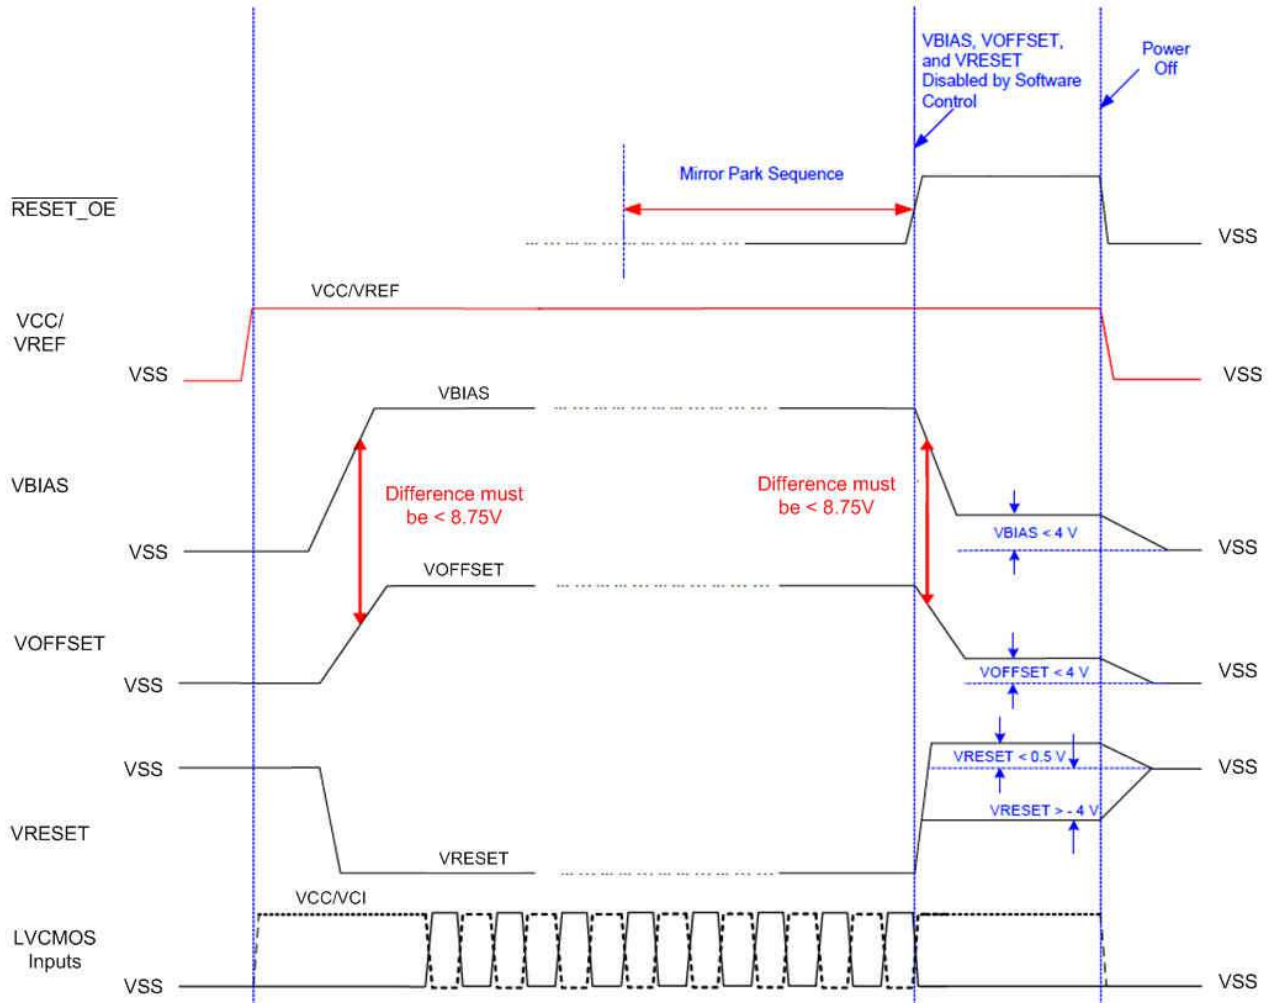 VBIAS, VOFFSET,
and VRESET
Disabled by Software
Control
Power
Off
Mirror Park Sequence
RESET_OE
VSS
VCC/VREF
VCC/
VREF
VSS
VSS
VBIAS
VBIAS
Difference must
be < 8.75V
Difference must
be < 8.75V
VBIAS < 4 V
VSS
VSS
VOFFSET
VOFFSET
VOFFSET < 4 V
VSS
VSS
VSS
VRESET < 0.5 V
VSS
VRESET > - 4 V
VRESET
VRESET
VCC/VCI
LVCMOS
Inputs
VSS
VSS